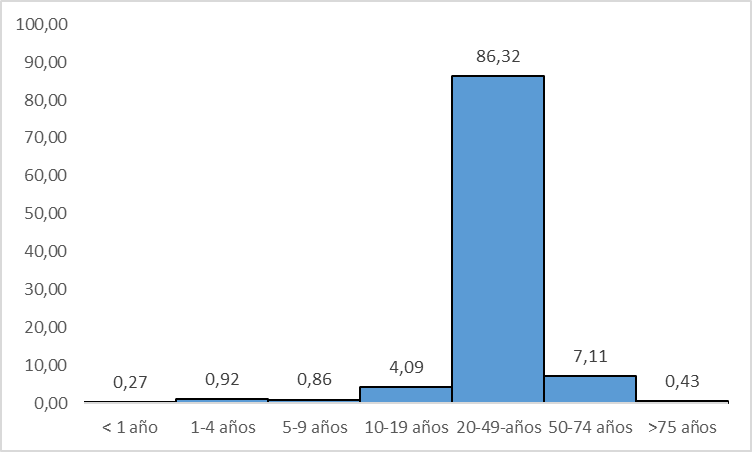 100,00
90,00
80,00
70,00
60,00
50,00
40,00
30,00
20,00
10,00
0,00
0,27
0,92
0,86
4,09
86,32
7,11
0,43
< 1 año
1-4 años
5-9 años
10-19 años
20-49-años
50-74 años
>75 años